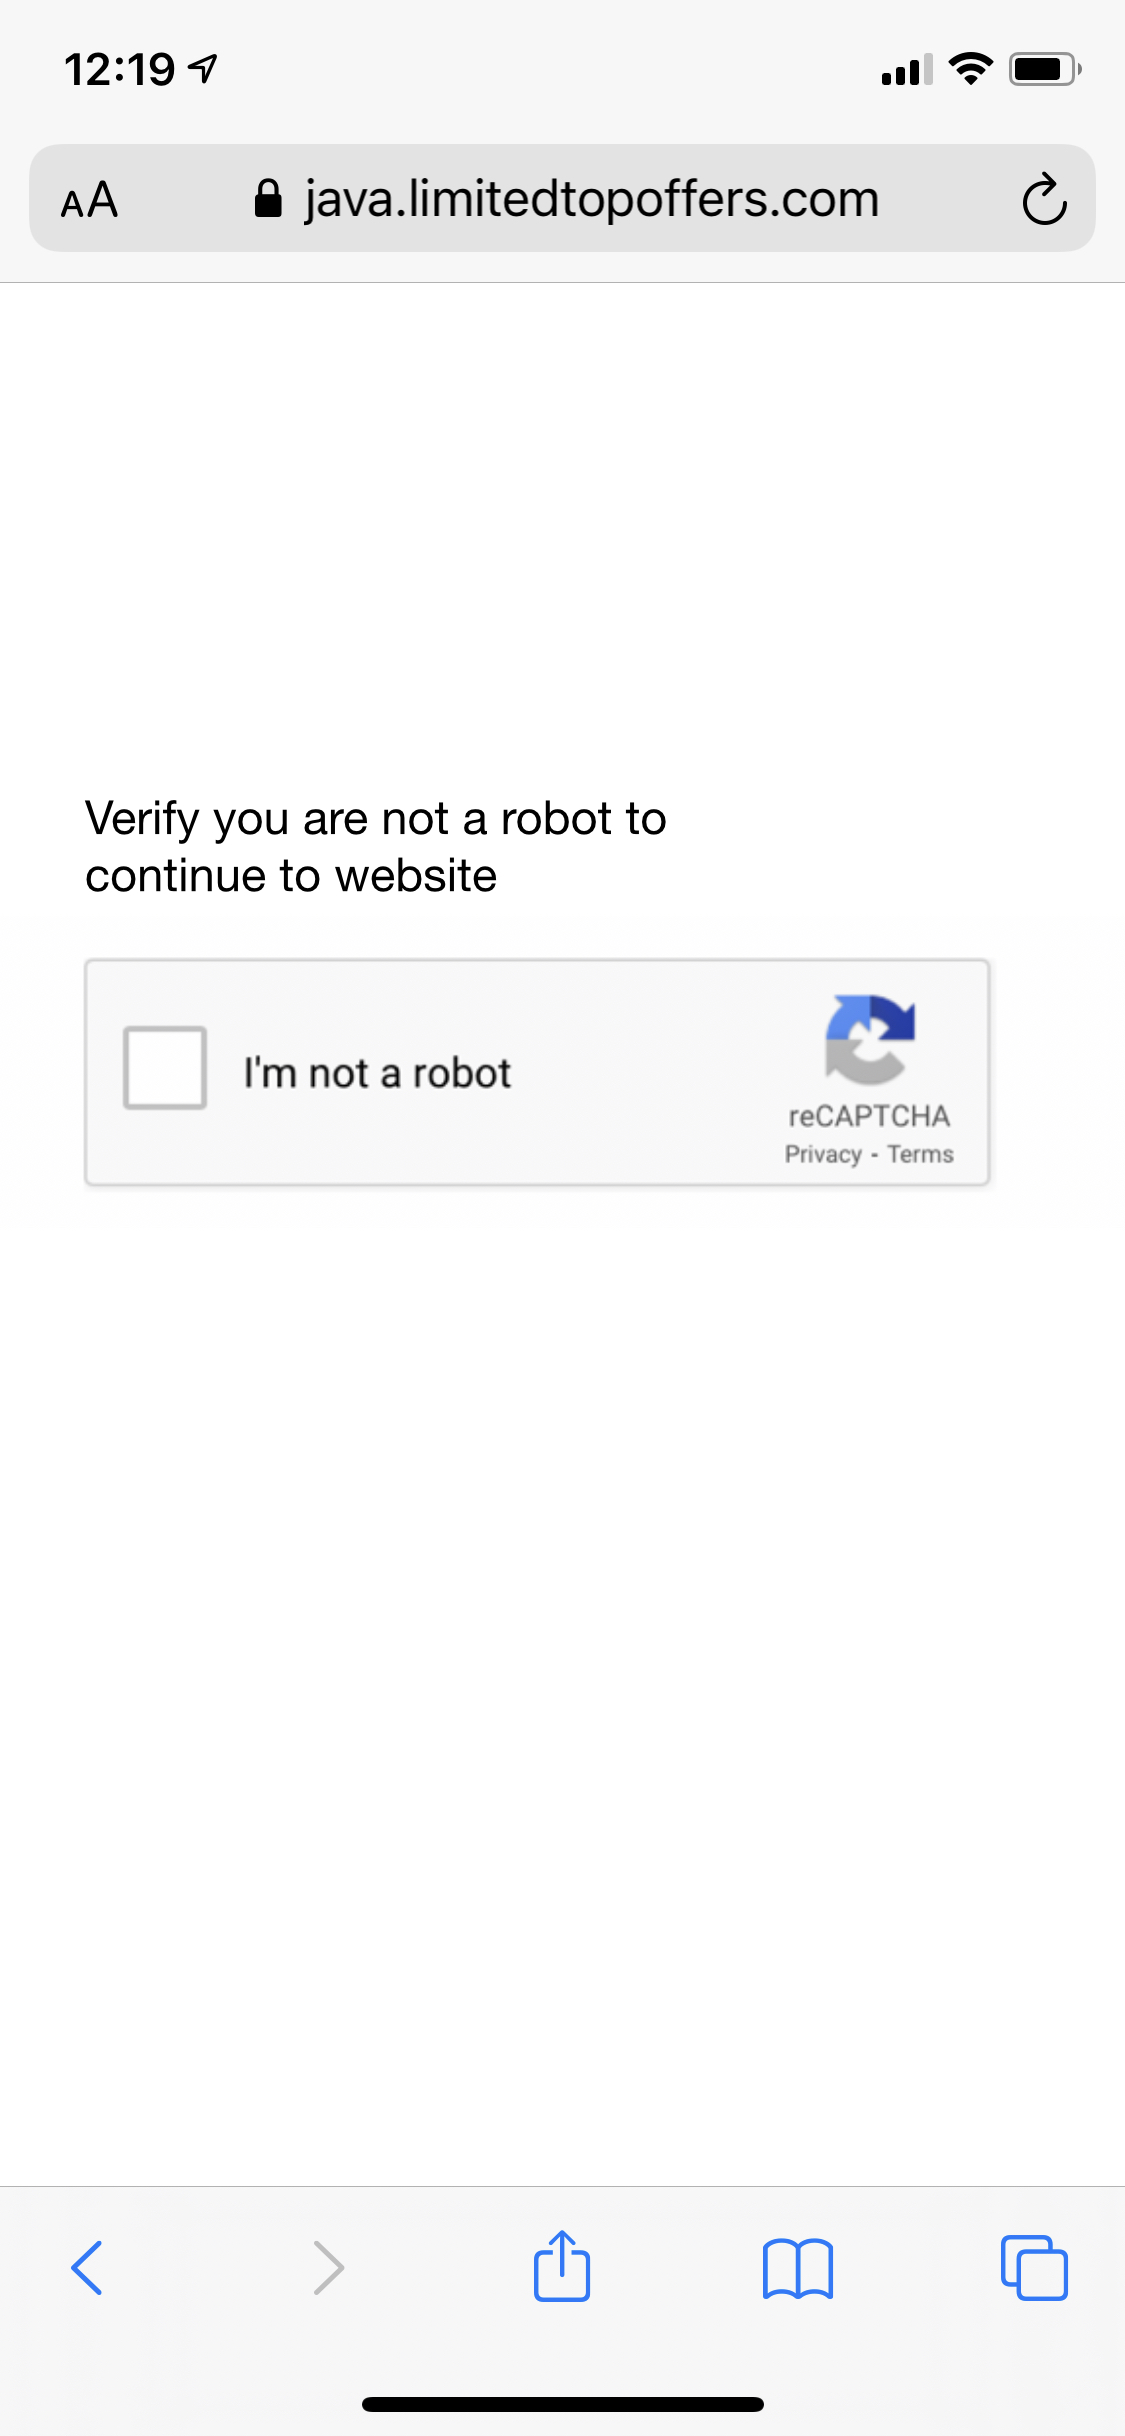 12:19
AA java.limitedtopoffers.com
Verify you are not a robot to
continue to website
I'm not a robot
reCAPTCHA
Privacy - Terms